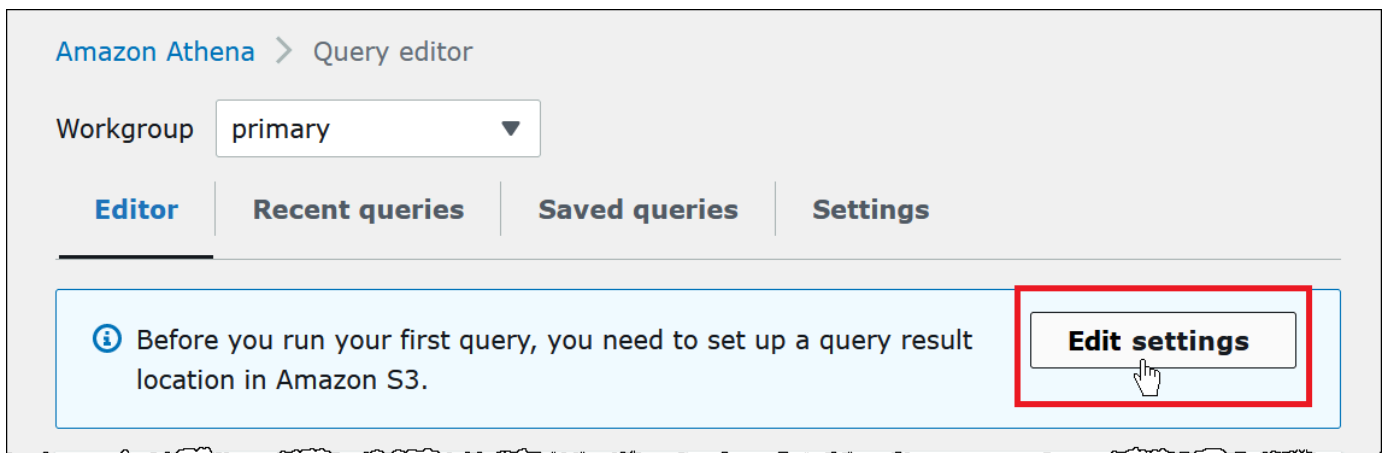 Amazon Athena > Query editor
Workgroup primary
Editor Recent queries Saved queries Settings
Before you run your first query, you need to set up a query result
location in Amazon S3.
Edit settings